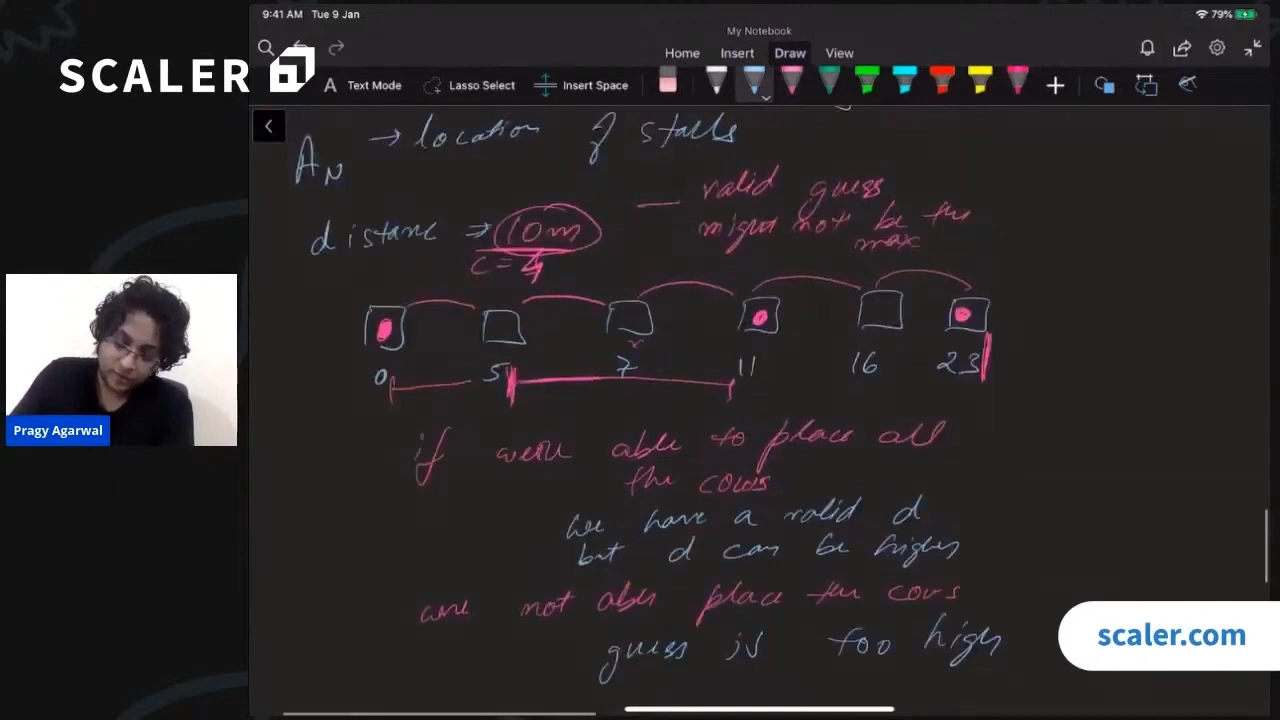 9:41 AM Tue 9 Jan
79%
My Notebook
SCALER
Home Insert Draw View
Text Mode Lasso Select Insert Space
→ location of stalls
AN
valid guess
might not be the
max
distance ⇒ 10m
c = 4
0 5 7 11 16 23
if were able to place all
the cows
we have a valid d
but d can be higher
were not able place the cows
guess is too high
Pragy Agarwal
scaler.com